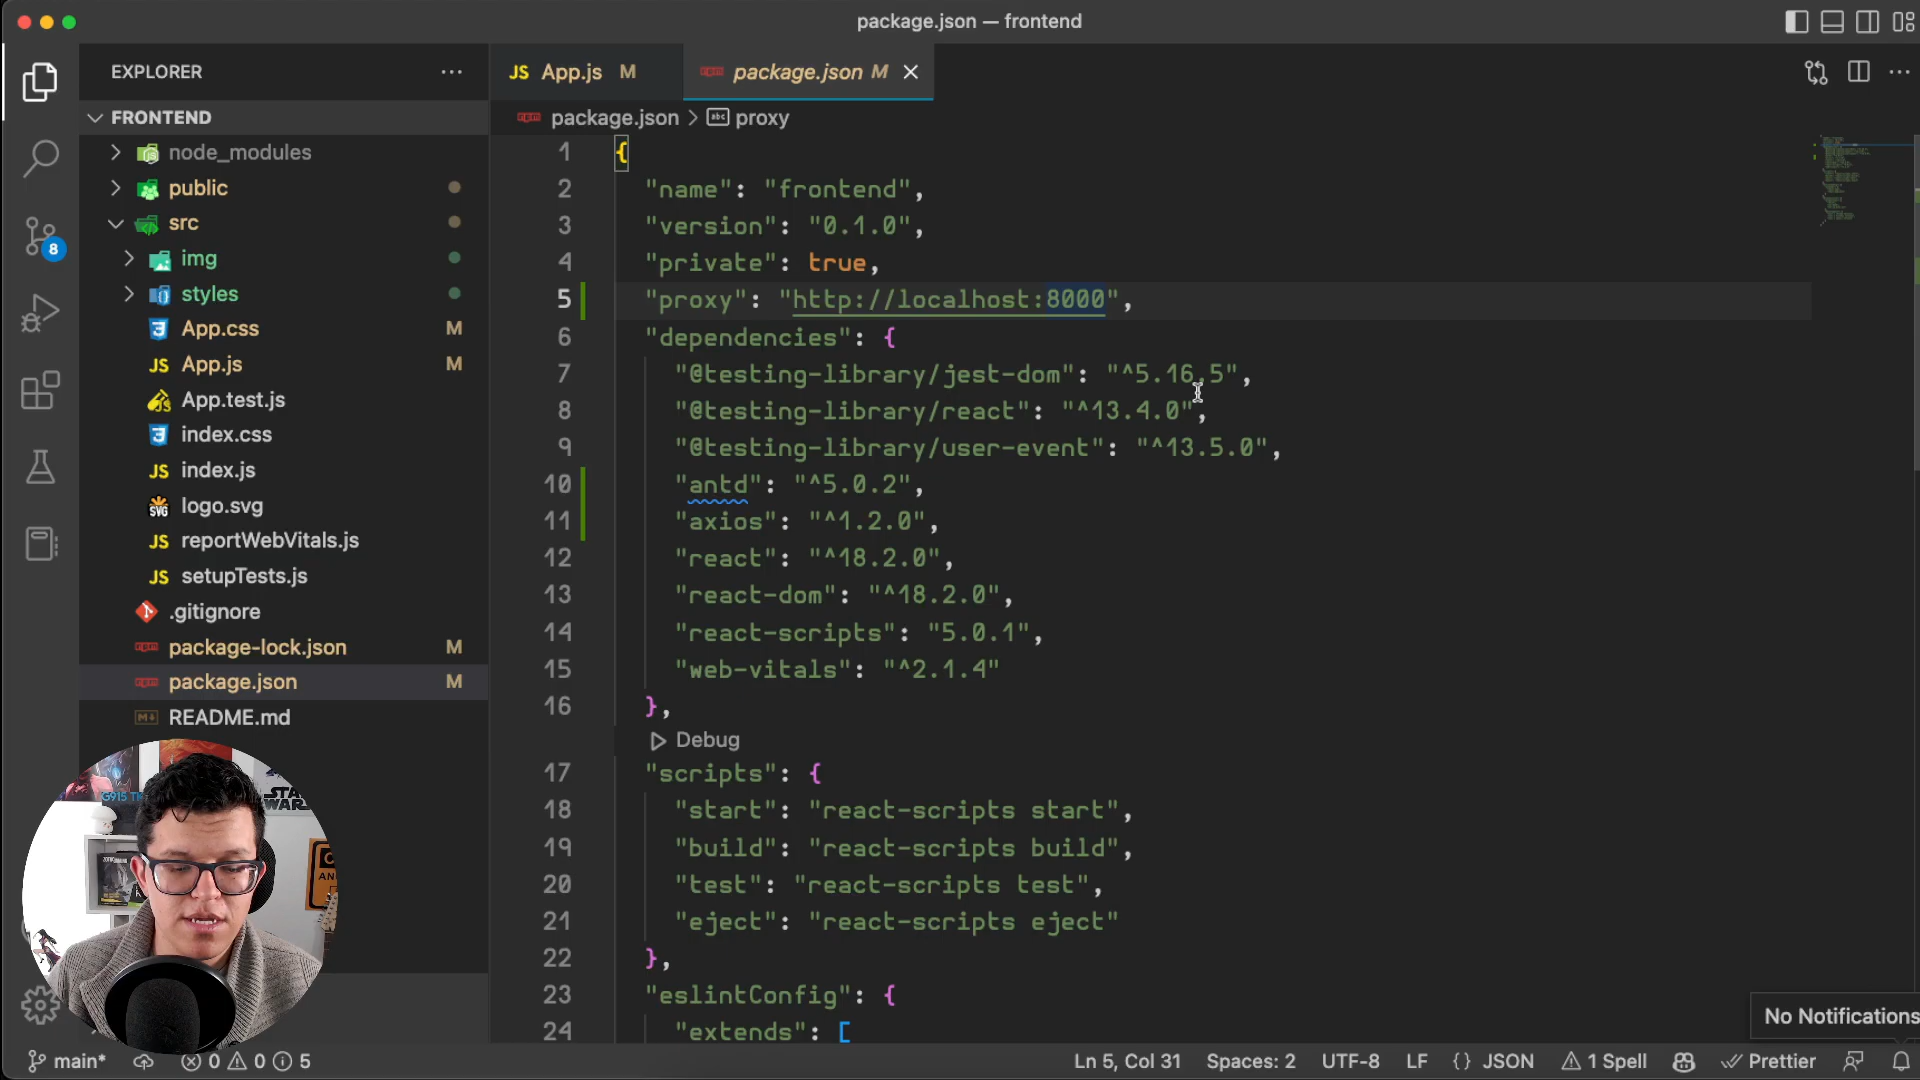 package.json — frontend
EXPLORER
FRONTEND
node_modules
public
src
img
styles
App.css M
App.js M
App.test.js
index.css
index.js
logo.svg
reportWebVitals.js
setupTests.js
.gitignore
package-lock.json M
package.json M
README.md
8
App.js M
package.json M
package.json > proxy
1 {
2 "name": "frontend",
3 "version": "0.1.0",
4 "private": true,
5 "proxy": "http://localhost:8000",
6 "dependencies": {
7 "@testing-library/jest-dom": "^5.16.5",
8 "@testing-library/react": "^13.4.0",
9 "@testing-library/user-event": "^13.5.0",
10 "antd": "^5.0.2",
11 "axios": "^1.2.0",
12 "react": "^18.2.0",
13 "react-dom": "^18.2.0",
14 "react-scripts": "5.0.1",
15 "web-vitals": "^2.1.4"
16 },
Debug
17 "scripts": {
18 "start": "react-scripts start",
19 "build": "react-scripts build",
20 "test": "react-scripts test",
21 "eject": "react-scripts eject"
22 },
23 "eslintConfig": {
24 "extends": [
No Notifications
main* 0 0 5
Ln 5, Col 31 Spaces: 2 UTF-8 LF {} JSON 1 Spell Prettier